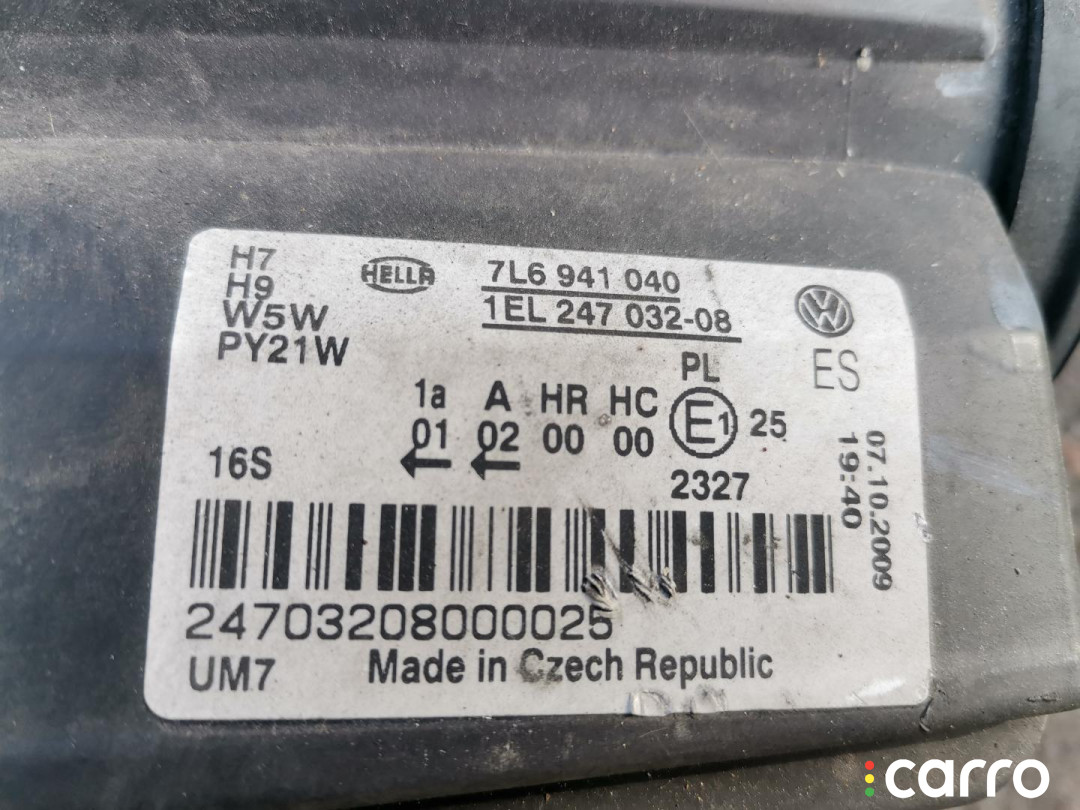 H7
H9
W5W
PY21W
HELLA
7L6 941 040
1EL 247 032-08
VW
ES
PL
1a A HR HC E1 25
01 02 00 00
16S
2327
07.10.2009
19:40
24703208000025
UM7 Made in Czech Republic
carro